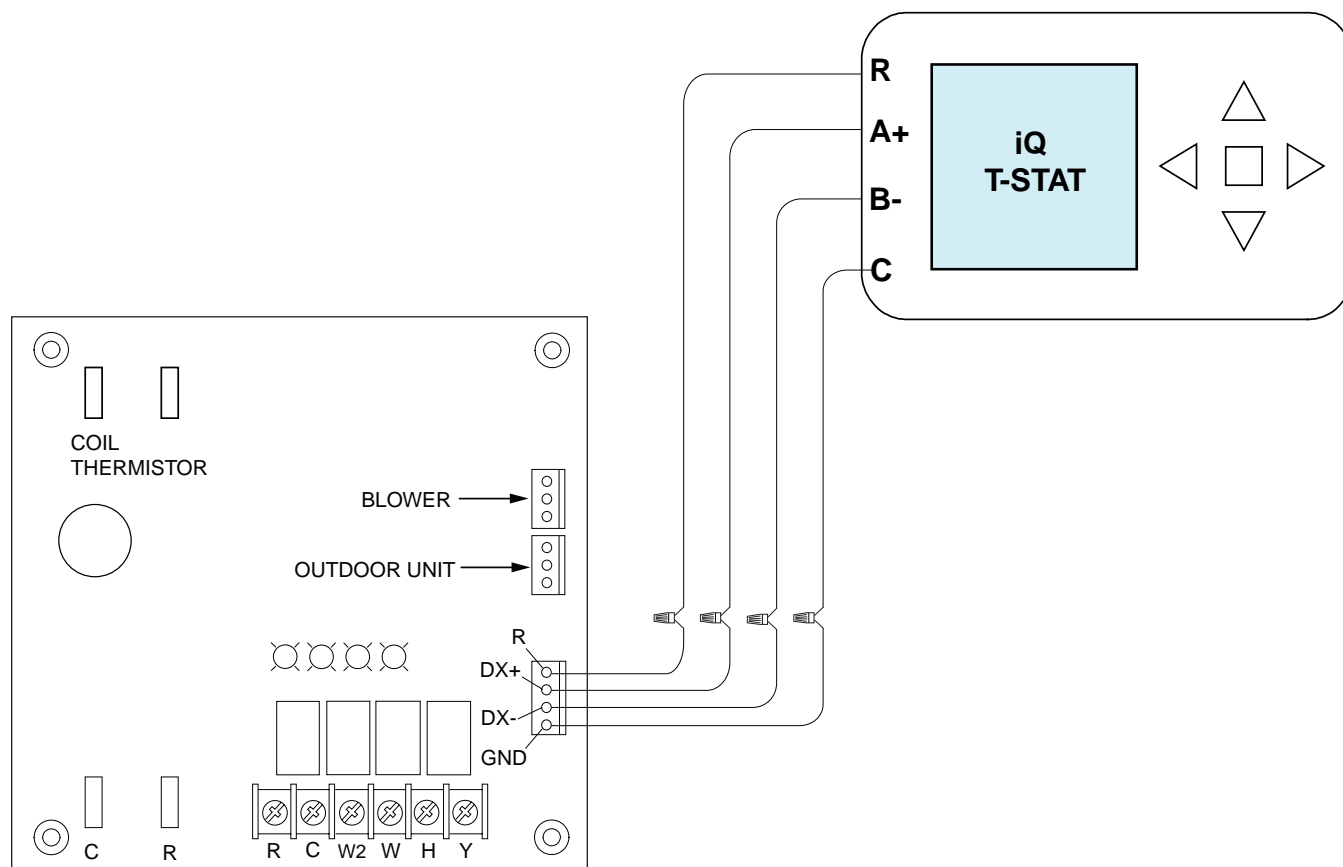 R
A+
B-
C
iQ
T-STAT
COIL
THERMISTOR
BLOWER
OUTDOOR UNIT
R
DX+
DX-
GND
C
R
R
C
W2
W
H
Y